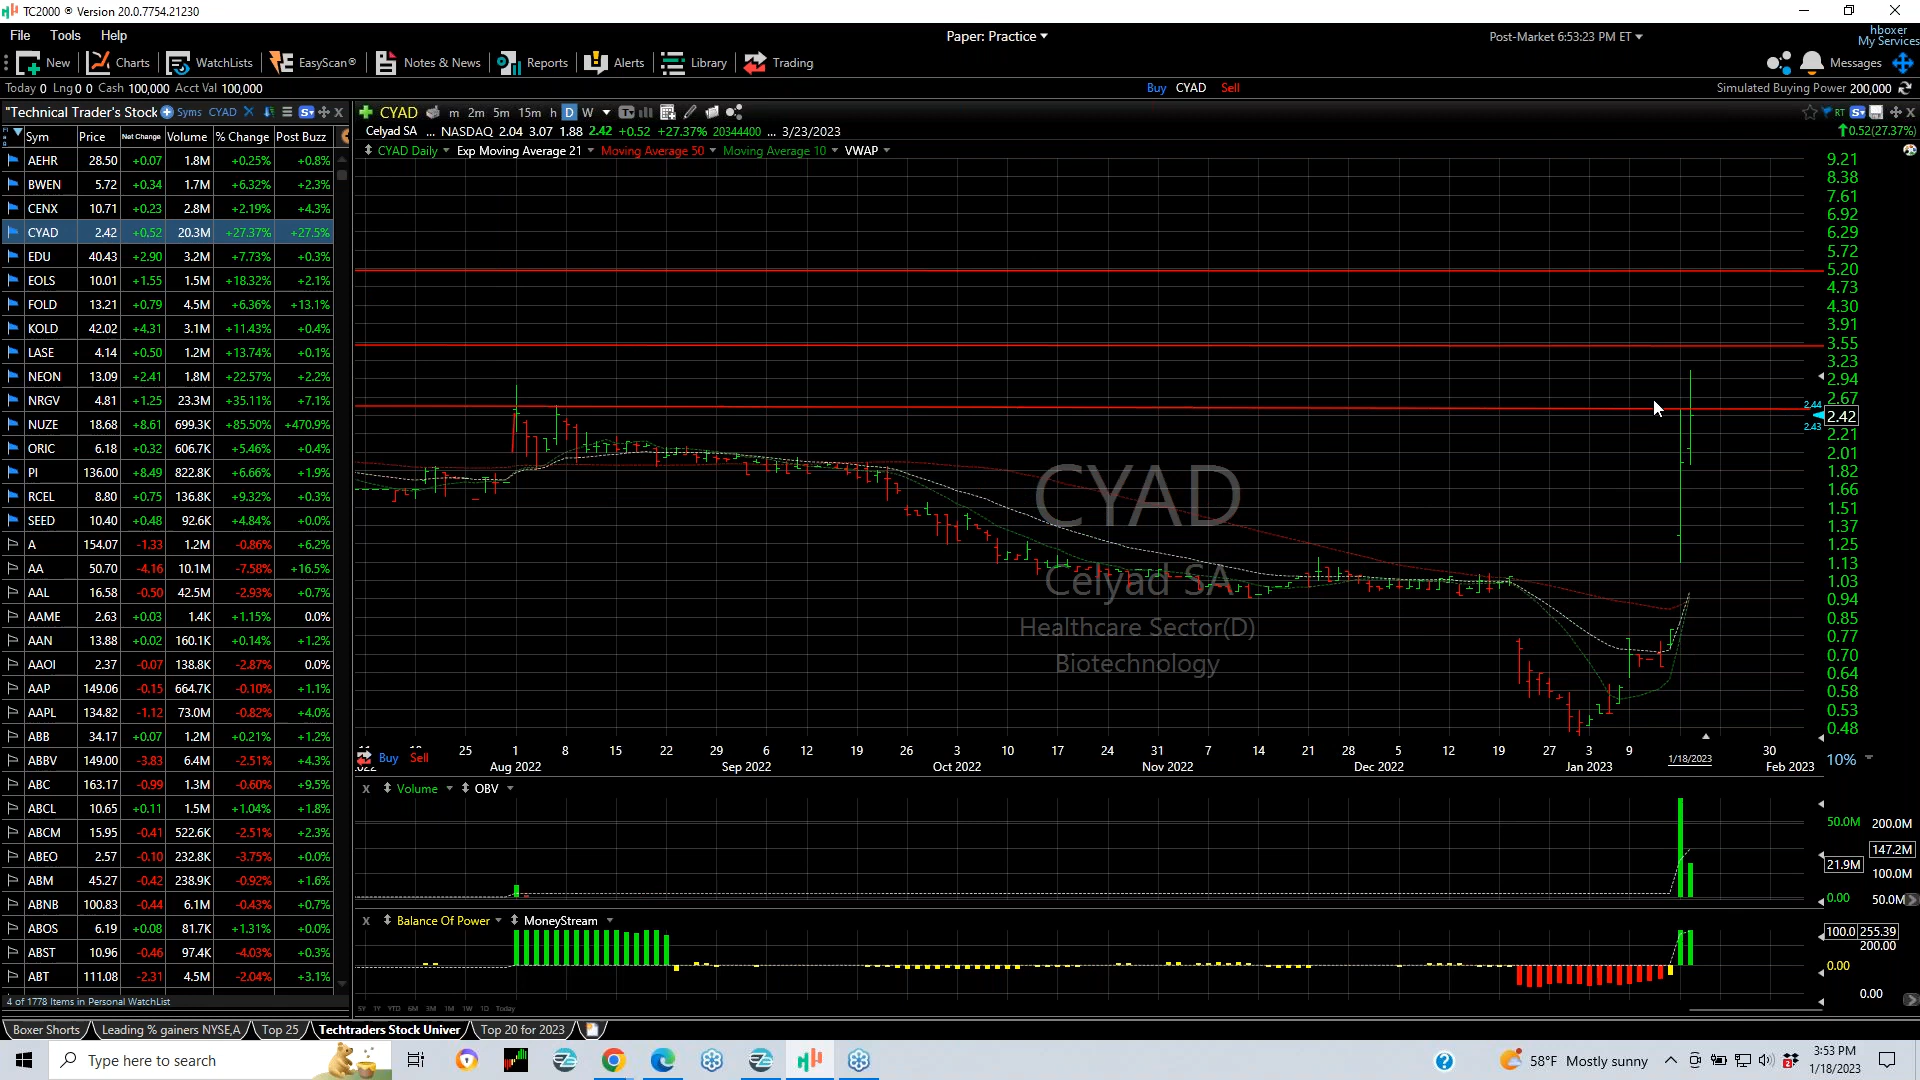 TC2000 ® Version 20.0.7754.21230
File Tools Help
Paper: Practice
Post-Market 6:53:23 PM ET
hboxer
My Services
New Charts WatchLists EasyScan® Notes & News Reports Alerts Library Trading
Messages
Today 0 Lng 0 0 Cash 100,000 Acct Val 100,000
Buy CYAD Sell
Simulated Buying Power 200,000
"Technical Trader's Stock Syms CYAD
CYAD m 2m 5m 15m h D W
RT
Celyad SA ... NASDAQ 2.04 3.07 1.88 2.42 +0.52 +27.37% 20344400 ... 3/23/2023
0.52(27.37%)
CYAD Daily Exp Moving Average 21 Moving Average 50 Moving Average 10 VWAP
Sym Price Net Change Volume % Change Post Buzz
AEHR 28.50 +0.07 1.8M +0.25% +0.8%
BWEN 5.72 +0.34 1.7M +6.32% +2.3%
CENX 10.71 +0.23 2.8M +2.19% +4.3%
CYAD 2.42 +0.52 20.3M +27.37% +27.5%
EDU 40.43 +2.90 3.2M +7.73% +0.3%
EOLS 10.01 +1.55 1.5M +18.32% +2.1%
FOLD 13.21 +0.79 4.5M +6.36% +13.1%
KOLD 42.02 +4.31 3.1M +11.43% +0.4%
LASE 4.14 +0.50 1.2M +13.74% +0.1%
NEON 13.09 +2.41 1.8M +22.57% +2.2%
NRGV 4.81 +1.25 23.3M +35.11% +7.1%
NUZE 18.68 +8.61 699.3K +85.50% +470.9%
ORIC 6.18 +0.32 606.7K +5.46% +0.4%
PI 136.00 +8.49 822.8K +6.66% +1.9%
RCEL 8.80 +0.75 136.8K +9.32% +0.3%
SEED 10.40 +0.48 92.6K +4.84% +0.0%
A 154.07 -1.33 1.2M -0.86% +6.2%
AA 50.70 -4.16 10.1M -7.58% +16.5%
AAL 16.58 -0.50 42.5M -2.93% +0.7%
AAME 2.63 +0.03 1.4K +1.15% 0.0%
AAN 13.88 +0.02 160.1K +0.14% +1.2%
AAOI 2.37 -0.07 138.8K -2.87% 0.0%
AAP 149.06 -0.15 664.7K -0.10% +1.1%
AAPL 134.82 -1.12 73.0M -0.82% +4.0%
ABB 34.17 +0.07 1.2M +0.21% +1.2%
ABBV 149.00 -3.83 6.4M -2.51% +4.3%
ABC 163.17 -0.99 1.3M -0.60% +9.5%
ABCL 10.65 +0.11 1.5M +1.04% +1.8%
ABCM 15.95 -0.41 522.6K -2.51% +2.3%
ABEO 2.57 -0.10 232.8K -3.75% +0.0%
ABM 45.27 -0.42 238.9K -0.92% +1.6%
ABNB 100.83 -0.44 6.1M -0.43% +0.7%
ABOS 6.19 +0.08 81.7K +1.31% +0.0%
ABST 10.96 -0.46 97.4K -4.03% +0.3%
ABT 111.08 -2.31 4.5M -2.04% +3.1%
4 of 1778 Items in Personal WatchList
9.21
8.38
7.61
6.92
6.29
5.72
5.20
4.73
4.30
3.91
3.55
3.23
2.94
2.67
2.44
2.42
2.43
2.21
2.01
1.82
1.66
1.51
1.37
1.25
1.13
1.03
0.94
0.85
0.77
0.70
0.64
0.58
0.53
0.48
10%
CYAD
Celyad SA
Healthcare Sector(D)
Biotechnology
25 1 8 15 22 29 6 12 19 26 3 10 17 24 31 7 14 21 28 5 12 19 27 3 9 30
Buy Sell
Aug 2022 Sep 2022 Oct 2022 Nov 2022 Dec 2022 Jan 2023 1/18/2023 Feb 2023
X Volume OBV
50.0M 200.0M
147.2M
21.9M
100.0M
0.00 50.0M
X Balance Of Power MoneyStream
100.0 255.39
200.00
0.00
0.00
5Y 1Y YTD 6M 3M 1M 1W 1D Today
Boxer Shorts Leading % gainers NYSE,A Top 25 Techtraders Stock Univer Top 20 for 2023
Type here to search
58°F Mostly sunny
3:53 PM
1/18/2023